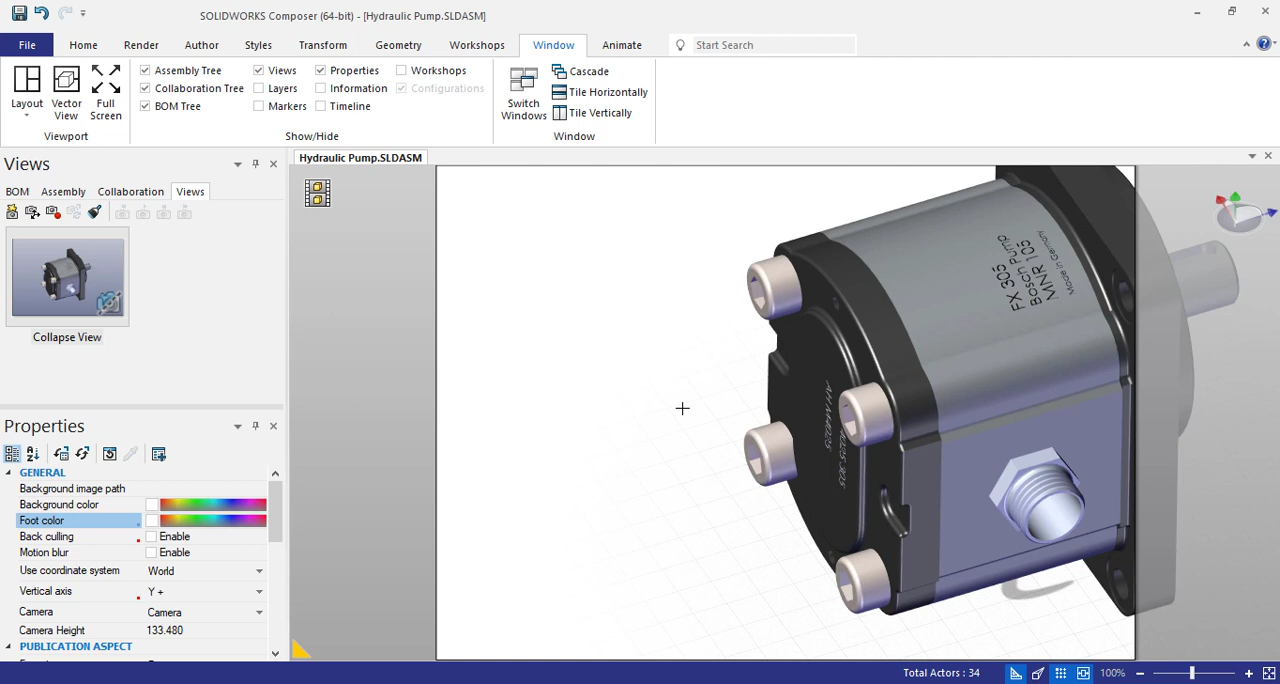 SOLIDWORKS Composer (64-bit) - [Hydraulic Pump.SLDASM]
File Home Render Author Styles Transform Geometry Workshops Window Animate Start Search
Assembly Tree Views Properties Workshops
Collaboration Tree Layers Information Configurations
BOM Tree Markers Timeline
Layout Vector View Full Screen
Switch Windows
Cascade
Tile Horizontally
Tile Vertically
Viewport Show/Hide Window
Views
Hydraulic Pump.SLDASM
BOM Assembly Collaboration Views
Collapse View
Properties
GENERAL
Background image path
Background color
Foot color
Back culling Enable
Motion blur Enable
Use coordinate system World
Vertical axis Y +
Camera Camera
Camera Height 133.480
PUBLICATION ASPECT
FX 305
Bosch Pump
MNR 105
Made in Germany
Total Actors : 34 100%